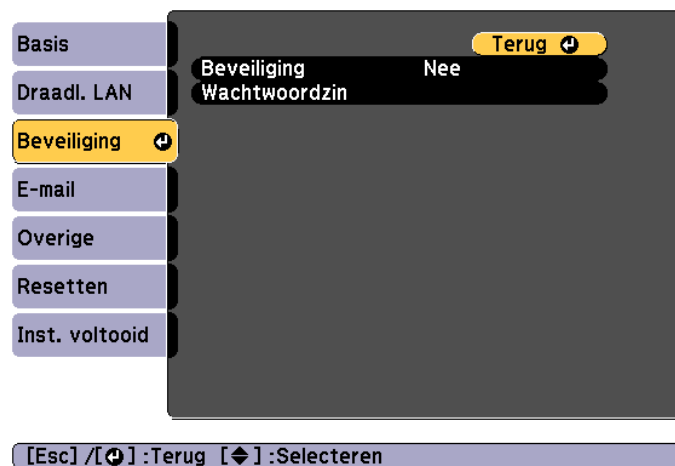 Basis
Draadl. LAN
Beveiliging
E-mail
Overige
Resetten
Inst. voltooid
Terug
Beveiliging Nee
Wachtwoordzin
[Esc] /[ ] :Terug [ ] :Selecteren